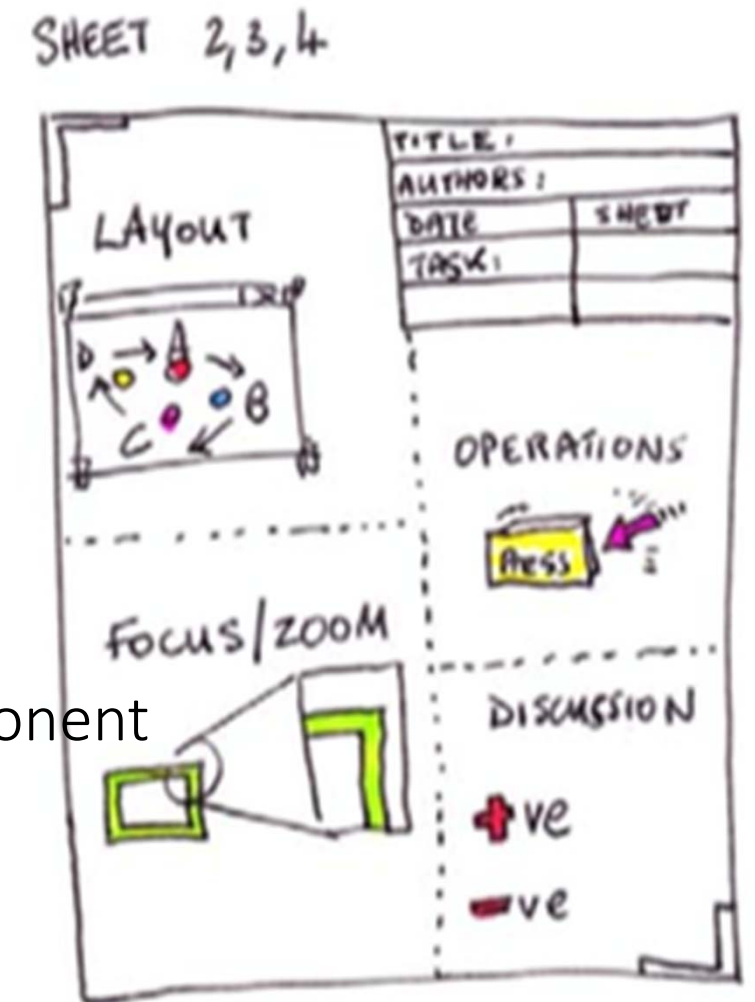 SHEET 2,3,4
TITLE:
AUTHORS:
DATE SHEET
TASK:
LAYOUT
D A
C B
OPERATIONS
Press
FOCUS/ZOOM
onent
DISCUSSION
+ve
-ve